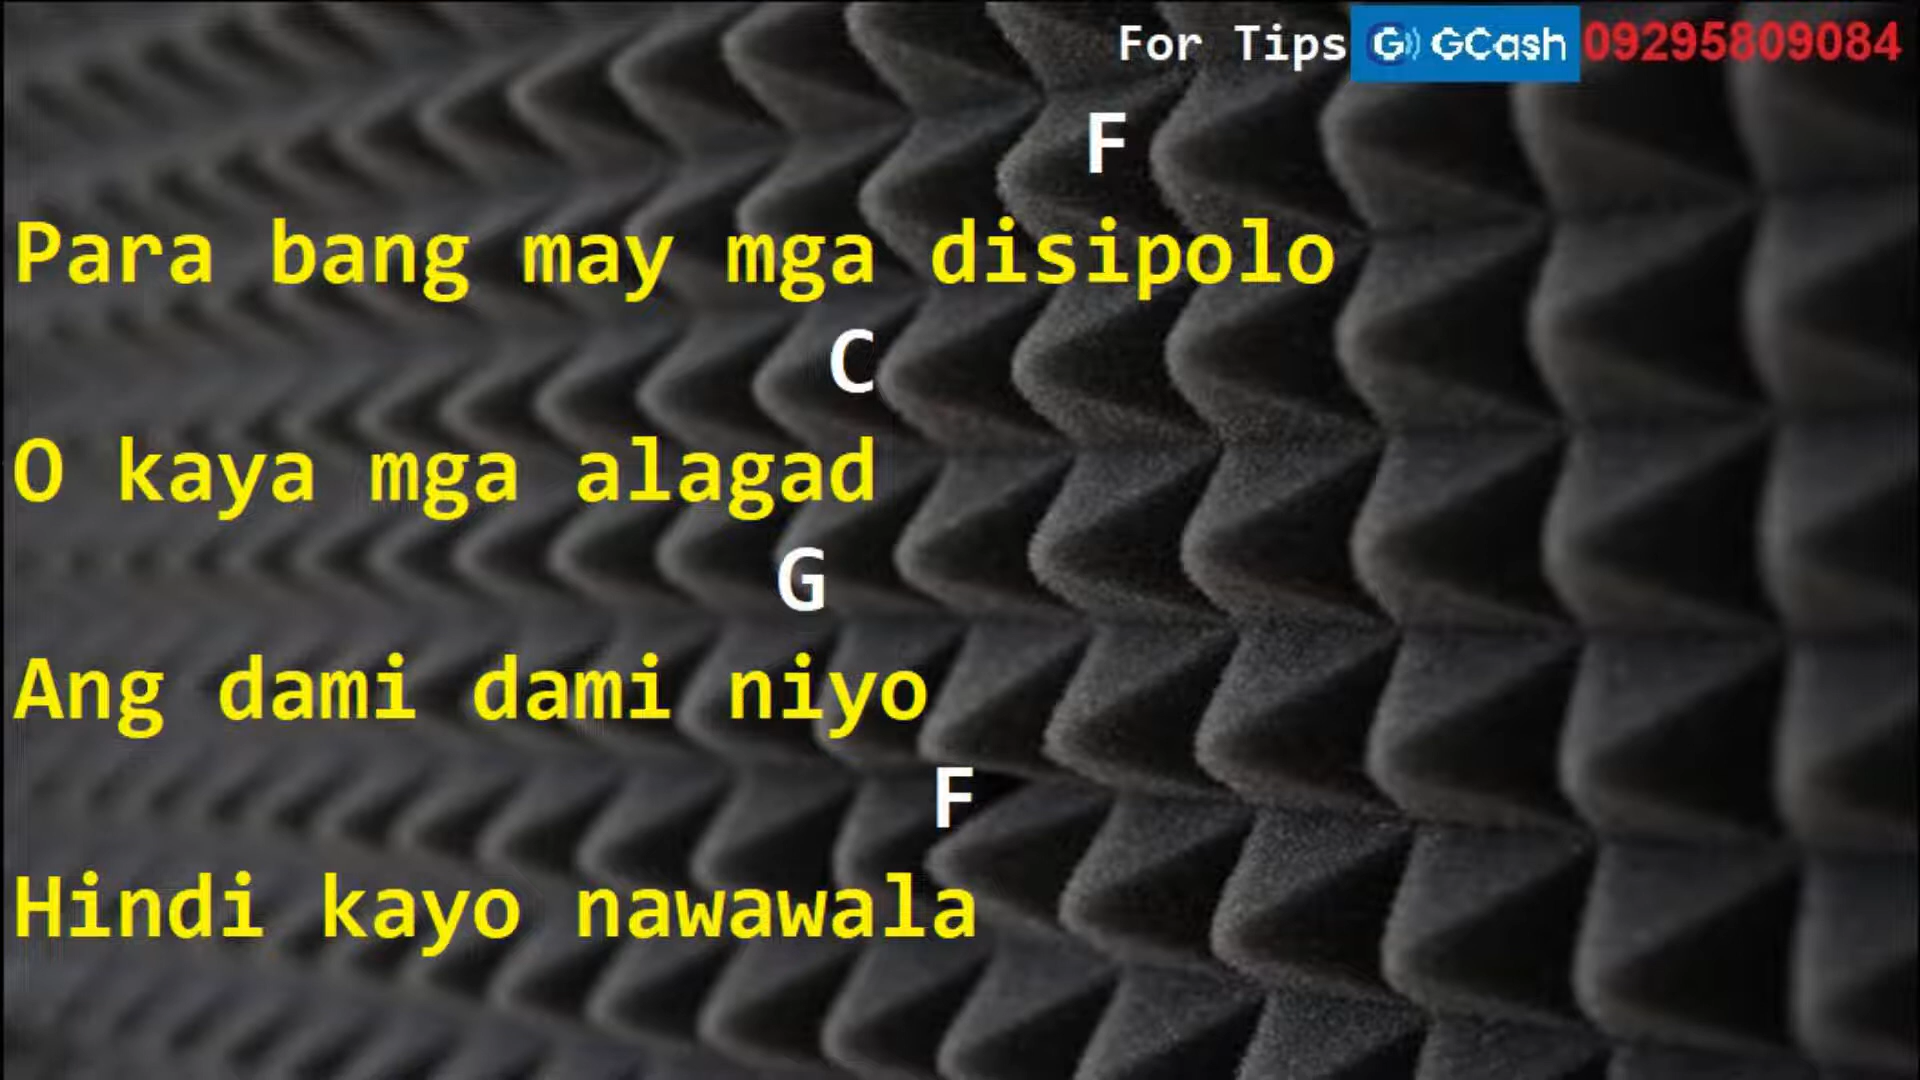 For Tips G GCash 09295809084
F
Para bang may mga disipolo
C
O kaya mga alagad
G
Ang dami dami niyo
F
Hindi kayo nawawala